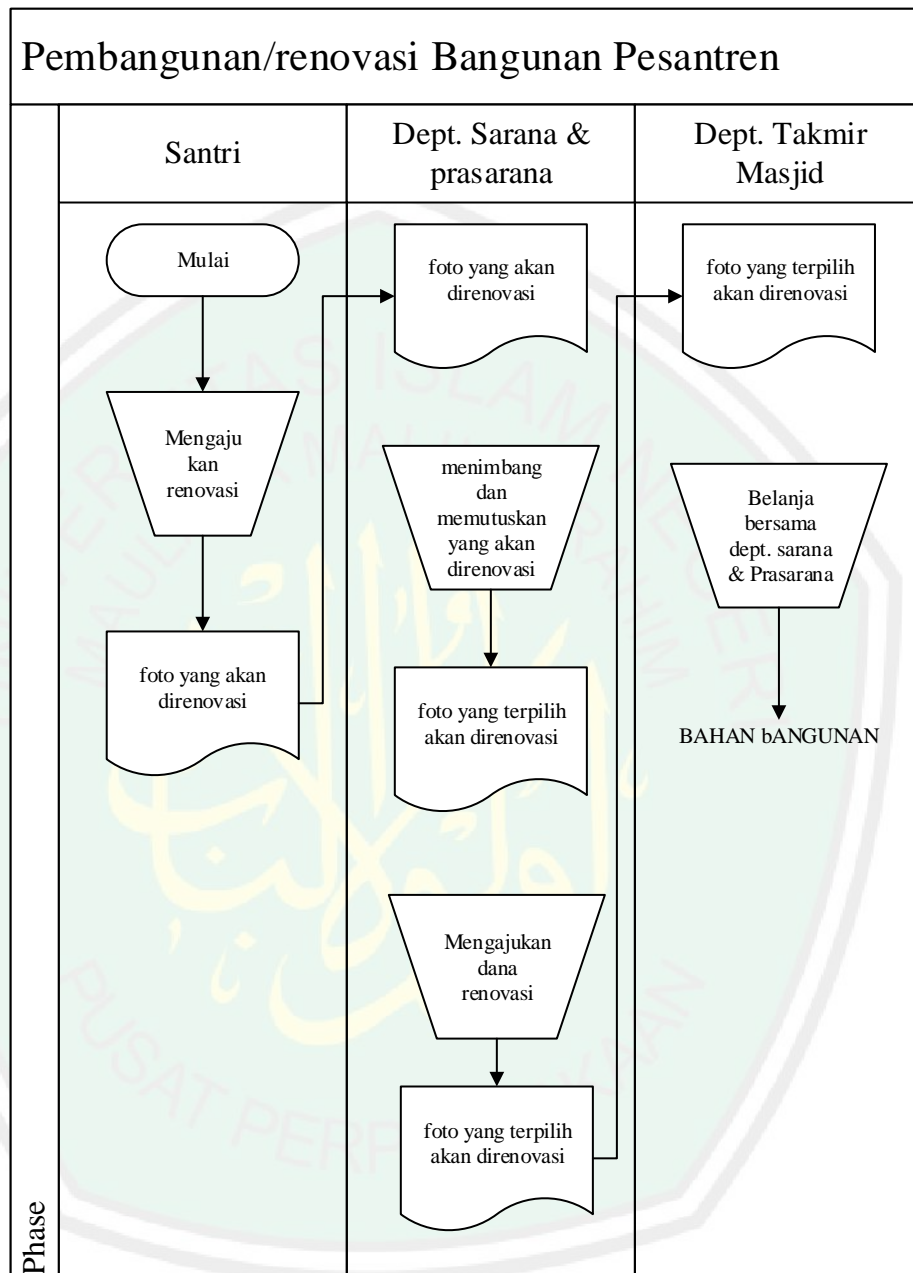 Pembangunan/renovasi Bangunan Pesantren
Santri
Dept. Sarana &
prasarana
Dept. Takmir
Masjid
Mulai
Mengaju
kan
renovasi
foto yang akan
direnovasi
foto yang akan
direnovasi
menimbang
dan
memutuskan
yang akan
direnovasi
foto yang terpilih
akan direnovasi
Mengajukan
dana
renovasi
foto yang terpilih
akan direnovasi
foto yang terpilih
akan direnovasi
Belanja
bersama
dept. sarana
& Prasarana
BAHAN bANGUNAN
Phase